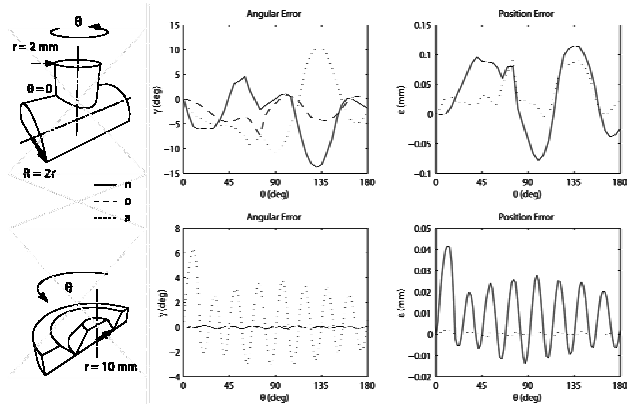 θ
r = 2 mm
θ = 0
R = 2r
n
o
a
θ
r = 10 mm
Angular Error
15
10
5
0
−5
−10
−15
γ (deg)
0
45
90
135
180
θ (deg)
Position Error
0.15
0.1
0.05
0
−0.05
−0.1
ε (mm)
0
45
90
135
180
θ (deg)
Angular Error
8
6
4
2
0
−2
−4
γ (deg)
0
45
90
135
180
θ (deg)
Position Error
0.05
0.04
0.03
0.02
0.01
0
−0.01
−0.02
ε (mm)
0
45
90
135
180
θ (deg)